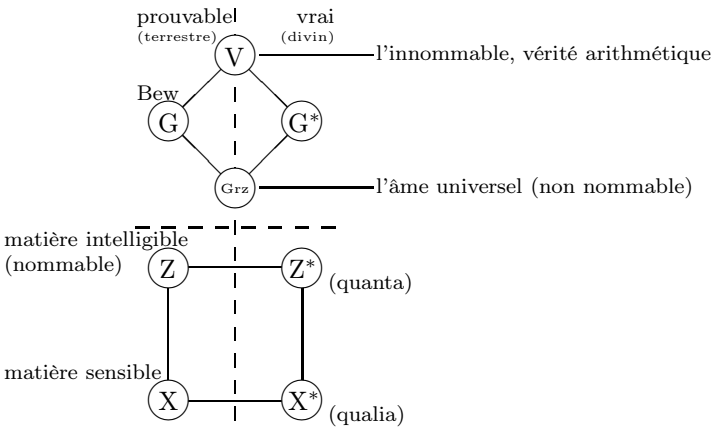 prouvable vrai
(terrestre) (divin)
V l'innommable, vérité arithmétique
Bew
G G*
Grz l'âme universel (non nommable)
matière intelligible
(nommable) Z Z* (quanta)
matière sensible
X X* (qualia)